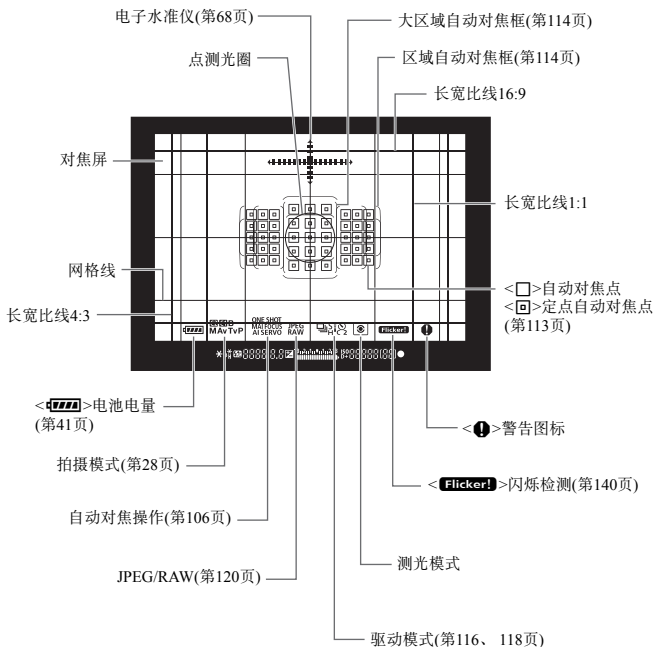 电子水准仪(第68页)
大区域自动对焦框(第114页)
点测光圈
区域自动对焦框(第114页)
长宽比线16:9
对焦屏
长宽比线1:1
网格线
<□>自动对焦点
<回>定点自动对焦点
(第113页)
长宽比线4:3
MAvTvP
ONE SHOT
MAI FOCUS
AI SERVO
JPEG
RAW
Flicker!
<>电池电量
(第41页)
<!>警告图标
拍摄模式(第28页)
<Flicker!>闪烁检测(第140页)
自动对焦操作(第106页)
测光模式
JPEG/RAW(第120页)
驱动模式(第116、118页)